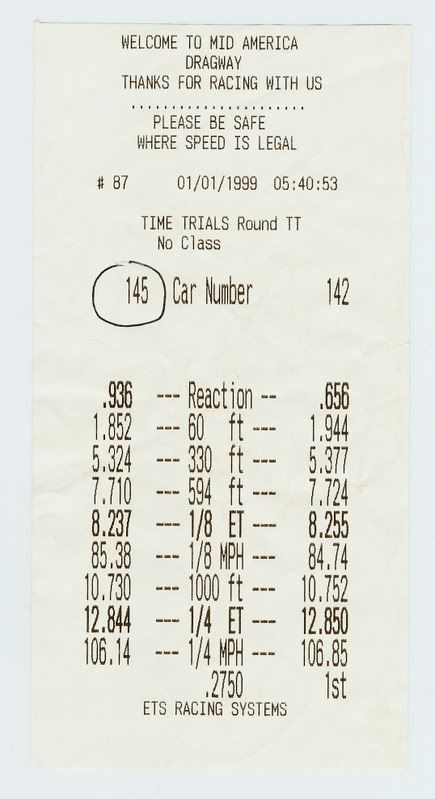 WELCOME TO MID AMERICA
DRAGWAY
THANKS FOR RACING WITH US
......................
PLEASE BE SAFE
WHERE SPEED IS LEGAL
# 87 01/01/1999 05:40:53
TIME TRIALS Round TT
No Class
145 Car Number 142
.936 --- Reaction -- .656
1.852 --- 60 ft --- 1.944
5.324 --- 330 ft --- 5.377
7.710 --- 594 ft --- 7.724
8.237 --- 1/8 ET --- 8.255
85.38 --- 1/8 MPH --- 84.74
10.730 --- 1000 ft --- 10.752
12.844 --- 1/4 ET --- 12.850
106.14 --- 1/4 MPH --- 106.85
.2750 1st
ETS RACING SYSTEMS